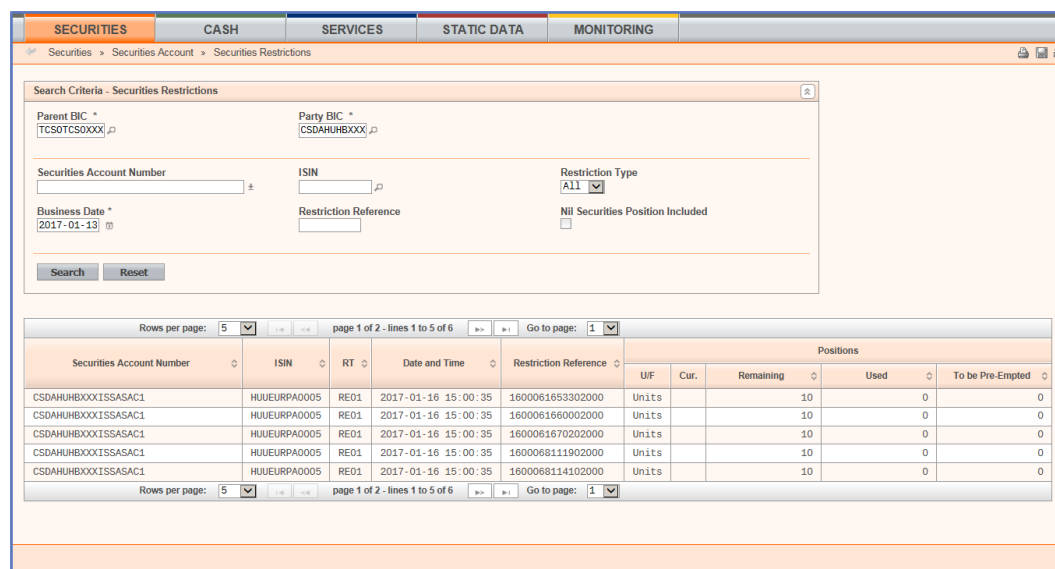 SECURITIES CASH SERVICES STATIC DATA MONITORING
Securities » Securities Account » Securities Restrictions
Search Criteria - Securities Restrictions
Parent BIC * Party BIC *
TCSOTCSOXXX CSDAHUHBXXX
Securities Account Number ISIN Restriction Type
All
Business Date * Restriction Reference Nil Securities Position Included
2017-01-13
Search Reset
Rows per page: 5 page 1 of 2 - lines 1 to 5 of 6 Go to page: 1
Positions
Securities Account Number ISIN RT Date and Time Restriction Reference
U/F Cur. Remaining Used To be Pre-Empted
CSDAHUHBXXXISSASAC1 HUUEURPA0005 RE01 2017-01-16 15:00:35 1600061653302000 Units 10 0 0
CSDAHUHBXXXISSASAC1 HUUEURPA0005 RE01 2017-01-16 15:00:35 1600061660002000 Units 10 0 0
CSDAHUHBXXXISSASAC1 HUUEURPA0005 RE01 2017-01-16 15:00:35 1600061670202000 Units 10 0 0
CSDAHUHBXXXISSASAC1 HUUEURPA0005 RE01 2017-01-16 15:00:35 1600068111902000 Units 10 0 0
CSDAHUHBXXXISSASAC1 HUUEURPA0005 RE01 2017-01-16 15:00:35 1600068114102000 Units 10 0 0
Rows per page: 5 page 1 of 2 - lines 1 to 5 of 6 Go to page: 1